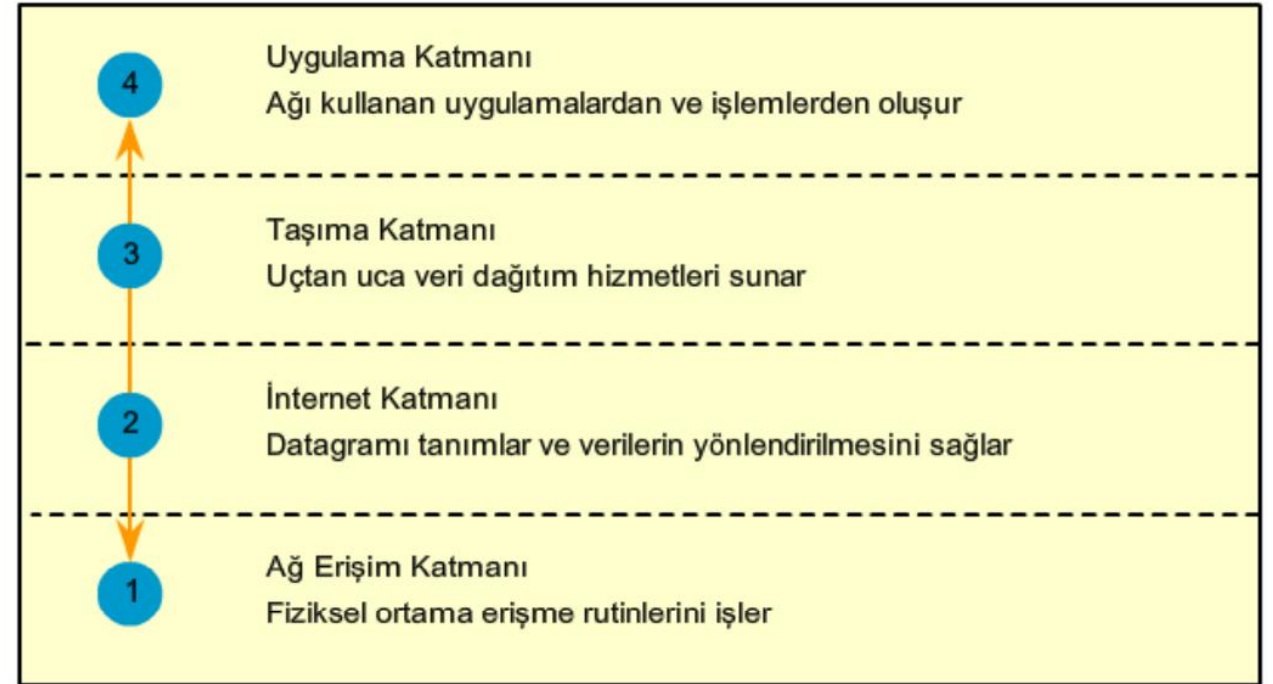 4
Uygulama Katmanı
Ağı kullanan uygulamalardan ve işlemlerden oluşur
3
Taşıma Katmanı
Uçtan uca veri dağıtım hizmetleri sunar
2
İnternet Katmanı
Datagramı tanımlar ve verilerin yönlendirilmesini sağlar
1
Ağ Erişim Katmanı
Fiziksel ortama erişme rutinlerini işler